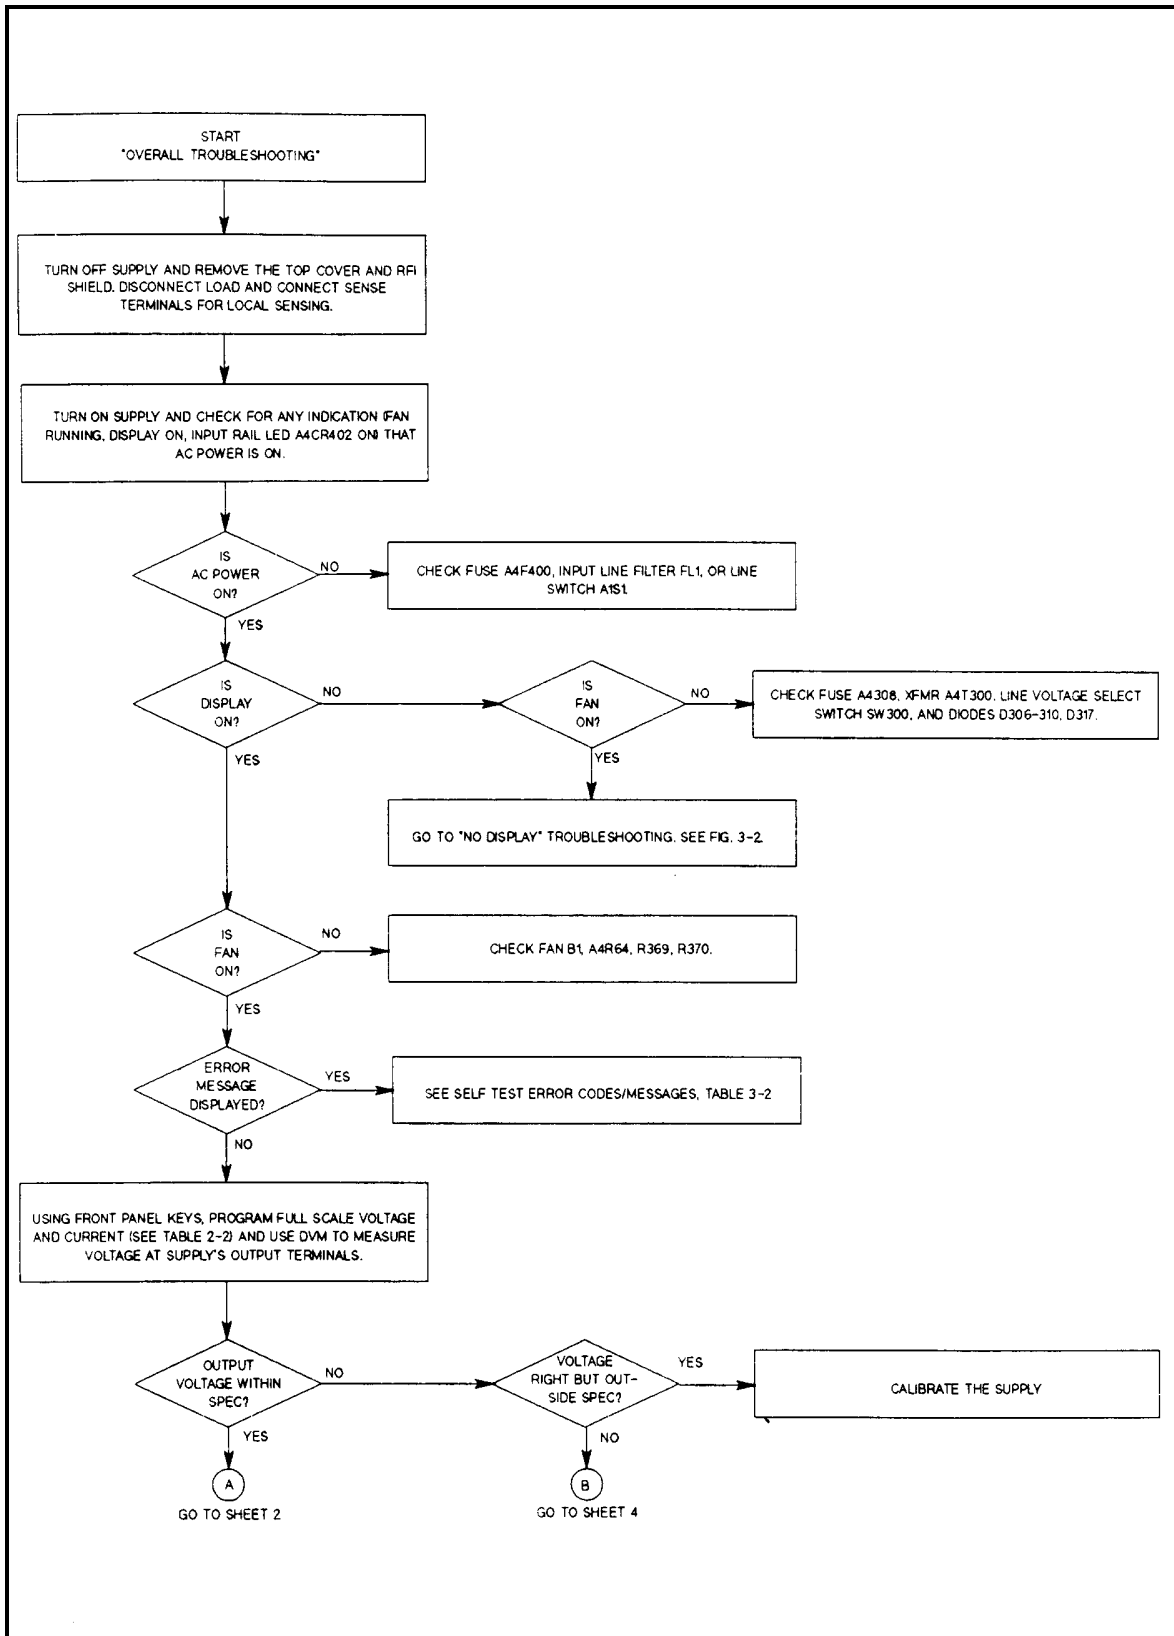 START
"OVERALL TROUBLESHOOTING"
TURN OFF SUPPLY AND REMOVE THE TOP COVER AND RFI
SHIELD. DISCONNECT LOAD AND CONNECT SENSE
TERMINALS FOR LOCAL SENSING.
TURN ON SUPPLY AND CHECK FOR ANY INDICATION (FAN
RUNNING, DISPLAY ON, INPUT RAIL LED A4CR402 ON) THAT
AC POWER IS ON.
IS
AC POWER
ON?
NO
CHECK FUSE A4F400, INPUT LINE FILTER FL1, OR LINE
SWITCH A1S1.
YES
IS
DISPLAY
ON?
NO
IS
FAN
ON?
NO
CHECK FUSE A4308, XFMR A4T300, LINE VOLTAGE SELECT
SWITCH SW300, AND DIODES D306-310, D317.
YES
YES
GO TO "NO DISPLAY" TROUBLESHOOTING. SEE FIG. 3-2.
IS
FAN
ON?
NO
CHECK FAN B1, A4R64, R369, R370.
YES
ERROR
MESSAGE
DISPLAYED?
YES
SEE SELF TEST ERROR CODES/MESSAGES, TABLE 3-2
NO
USING FRONT PANEL KEYS, PROGRAM FULL SCALE VOLTAGE
AND CURRENT (SEE TABLE 2-2) AND USE DVM TO MEASURE
VOLTAGE AT SUPPLY'S OUTPUT TERMINALS.
OUTPUT
VOLTAGE WITHIN
SPEC?
NO
VOLTAGE
RIGHT BUT OUT-
SIDE SPEC?
YES
CALIBRATE THE SUPPLY
YES
NO
A
GO TO SHEET 2
B
GO TO SHEET 4